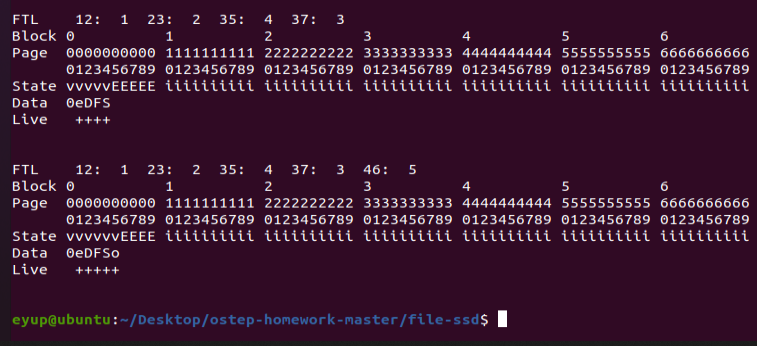 FTL    12:  1  23:  2  35:  4  37:  3
Block 0          1          2          3          4          5          6
Page  0000000000 1111111111 2222222222 3333333333 4444444444 5555555555 6666666666
      0123456789 0123456789 0123456789 0123456789 0123456789 0123456789 0123456789
State vvvvvEEEEE iiiiiiiiii iiiiiiiiii iiiiiiiiii iiiiiiiiii iiiiiiiiii iiiiiiiiii
Data  0eDFS
Live   ++++
FTL    12:  1  23:  2  35:  4  37:  3  46:  5
Block 0          1          2          3          4          5          6
Page  0000000000 1111111111 2222222222 3333333333 4444444444 5555555555 6666666666
      0123456789 0123456789 0123456789 0123456789 0123456789 0123456789 0123456789
State vvvvvvEEEE iiiiiiiiii iiiiiiiiii iiiiiiiiii iiiiiiiiii iiiiiiiiii iiiiiiiiii
Data  0eDFSo
Live   +++++
eyup@ubuntu:~/Desktop/ostep-homework-master/file-ssd$